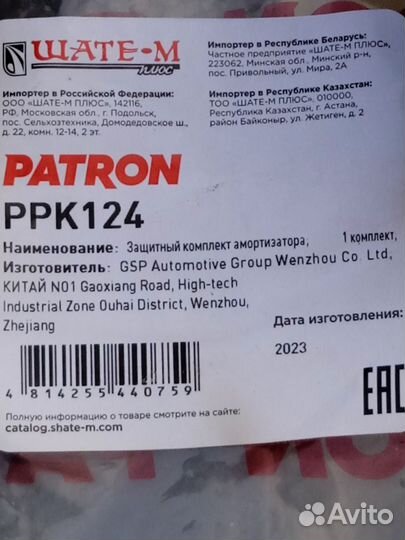 ШАТЕ-М
ПЛЮС
Импортер в Российской Федерации:
ООО «ШАТЕ-М ПЛЮС», 142116,
РФ, Московская обл., г. Подольск,
пос. Сельхозтехника, Домодедовское ш.,
д. 22, комн. 12-14, 2 эт.
Импортер в Республике Беларусь:
Частное предприятие «ШАТЕ-М ПЛЮС»,
223062, Минская обл., Минский р-н,
пос. Привольный, ул. Мира, 2А
Импортер в Республике Казахстан:
ТОО «ШАТЕ-М ПЛЮС», 010000,
Республика Казахстан, г. Астана,
район Байконыр, ул. Жетиген, д. 2
PATRON
PPK124
Наименование: Защитный комплект амортизатора, 1 комплект,
Изготовитель: GSP Automotive Group Wenzhou Co. Ltd,
КИТАЙ NO1 Gaoxiang Road, High-tech
Industrial Zone Ouhai District, Wenzhou,
Zhejiang
Дата изготовления:
2023
4 814255 440759
EAC
Полную информацию о товаре смотрите на сайте:
catalog.shate-m.com
Avito